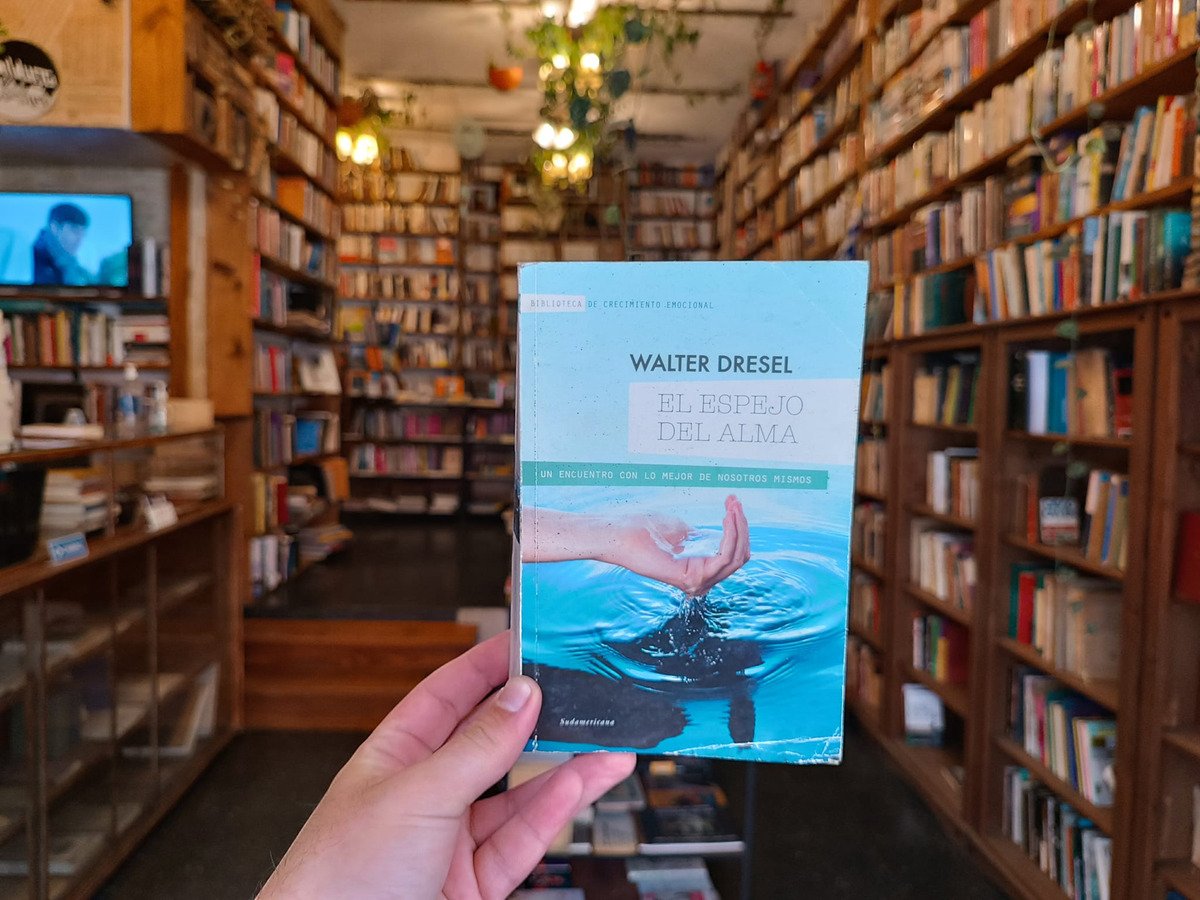 BIBLIOTECA DE CRECIMIENTO EMOCIONAL
WALTER DRESEL
EL ESPEJO
DEL ALMA
UN ENCUENTRO CON LO MEJOR DE NOSOTROS MISMOS
Sudamericana